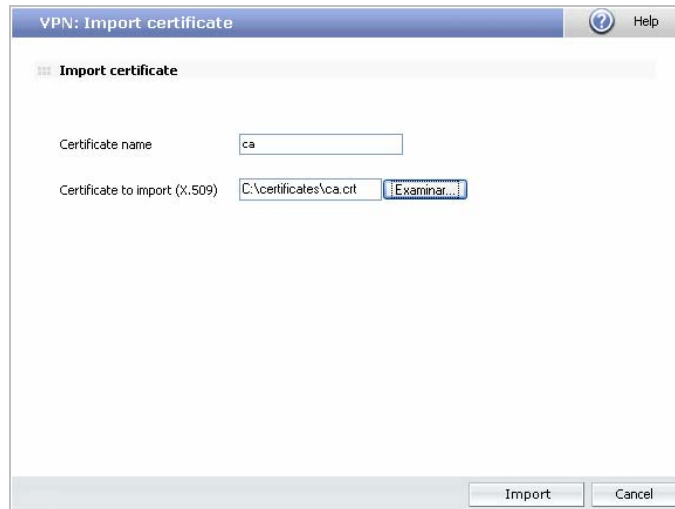 VPN: Import certificate
? Help
Import certificate
Certificate name ca
Certificate to import (X.509) C:\certificates\ca.crt Examinar...
Import Cancel